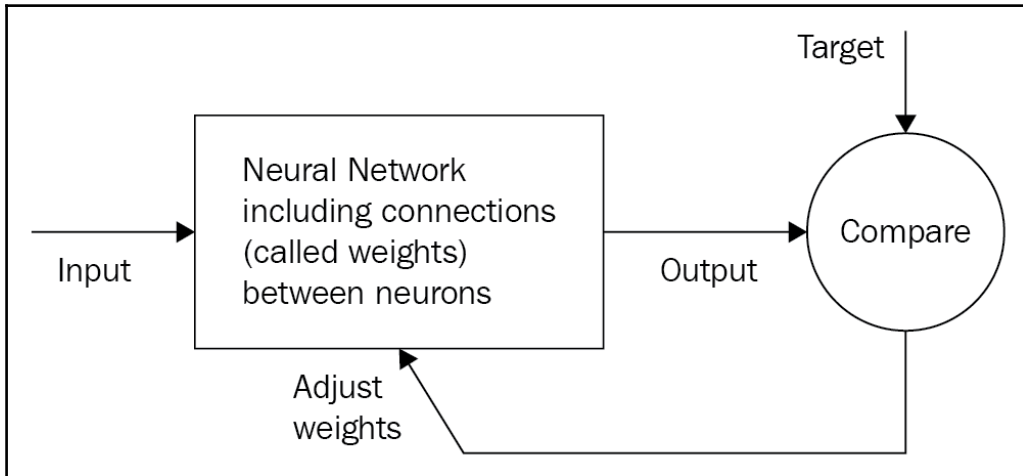 Target
Neural Network
including connections
(called weights)
between neurons
Compare
Input
Output
Adjust
weights